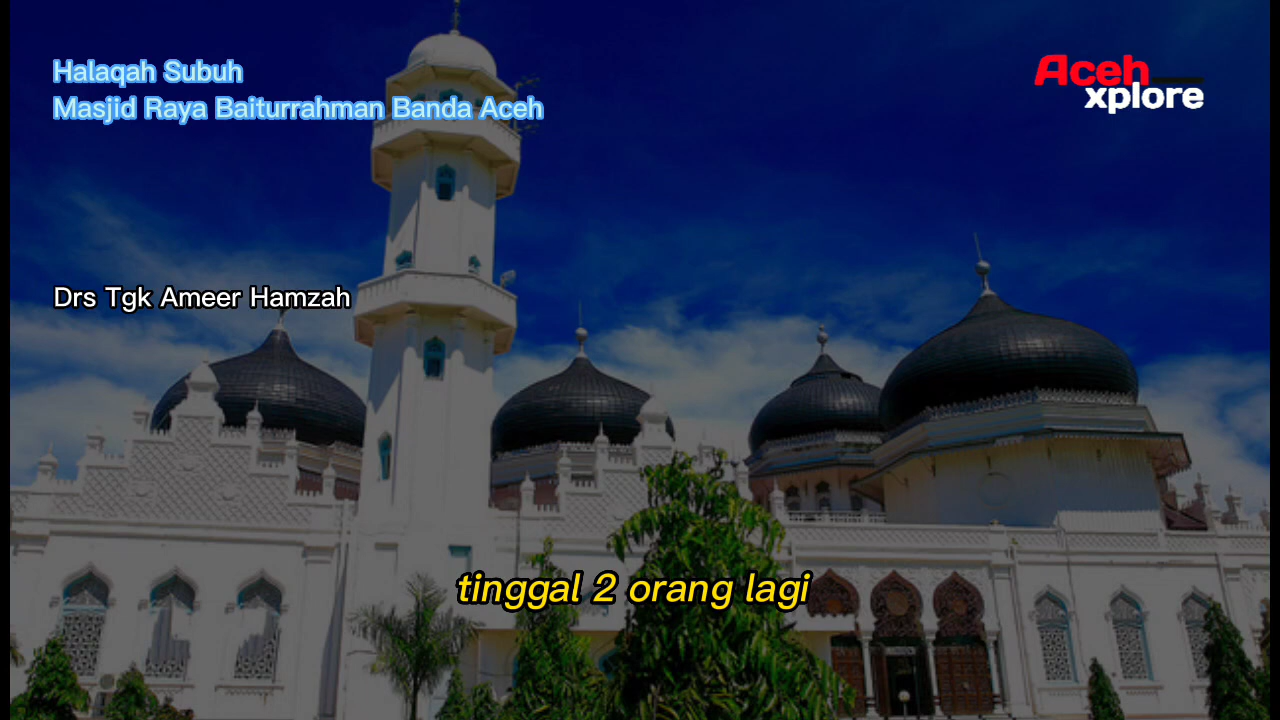 Halaqah Subuh
Masjid Raya Baiturrahman Banda Aceh
Aceh
xplore
Drs Tgk Ameer Hamzah
tinggal 2 orang lagi